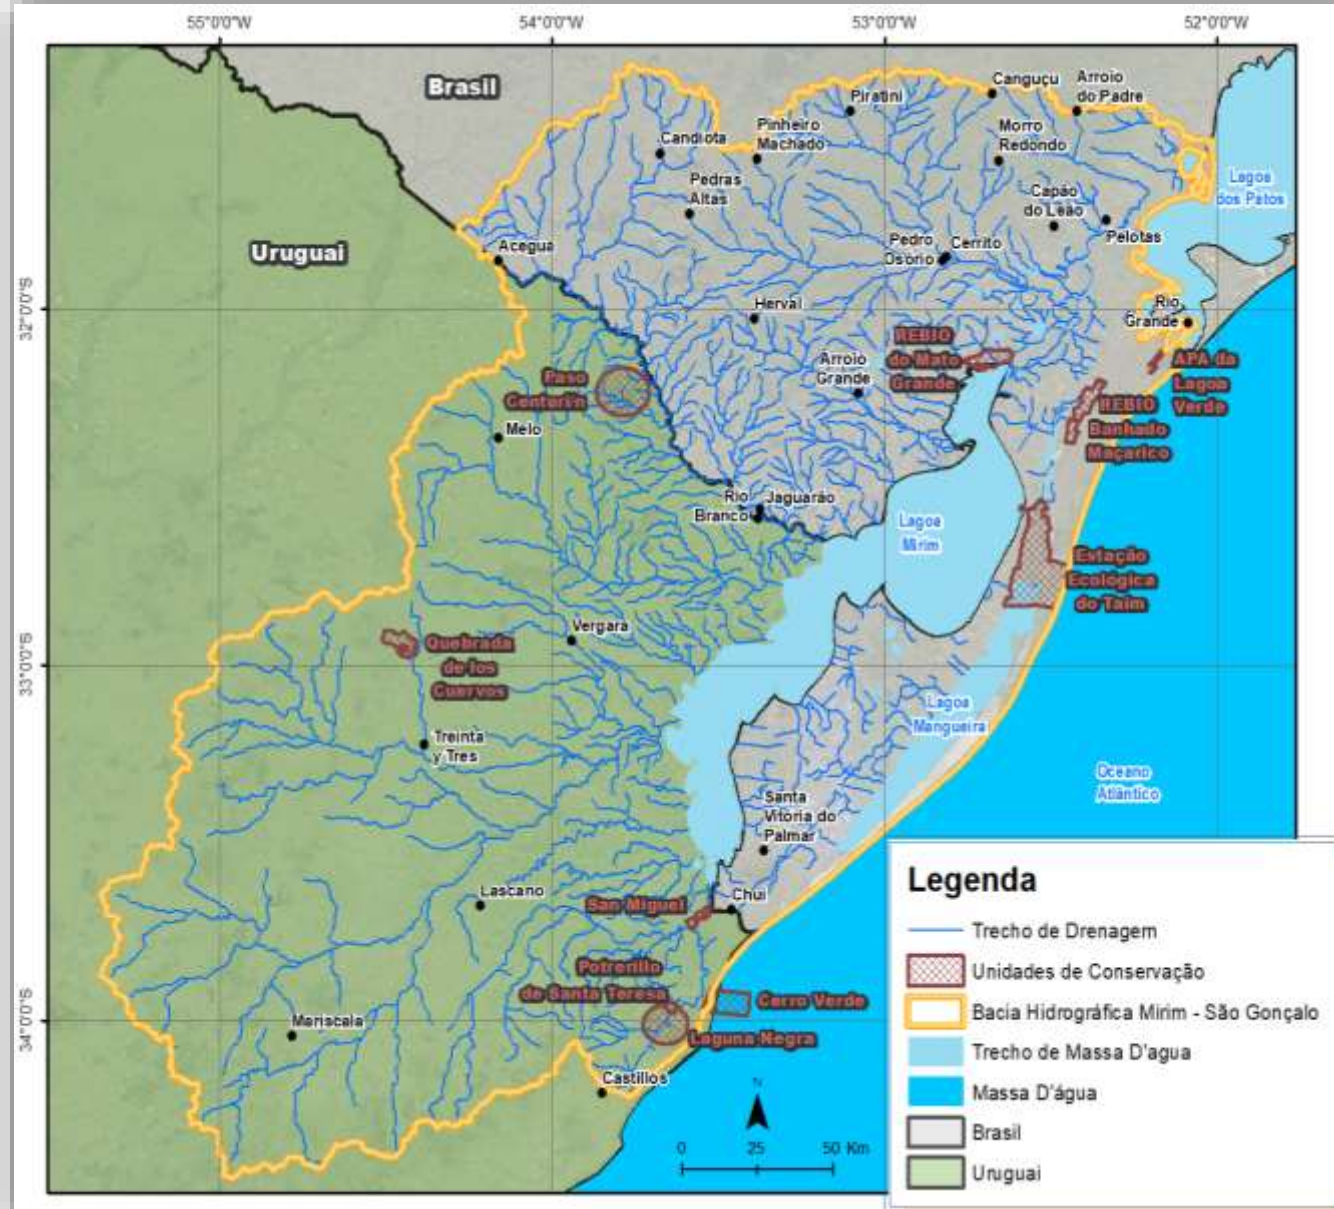 55°0'0"W
54°0'0"W
53°0'0"W
52°0'0"W
32°0'0"S
33°0'0"S
34°0'0"S
Brasil
Uruguai
Canguçu
Arroio
do Padre
Piratini
Pinheiro
Machado
Candiota
Morro
Redondo
Pedras
Altas
Capão
do Leão
Lagoa
dos Patos
Pelotas
Acegua
Pedro
Osorio
Cerrito
Herval
Rio
Grande
REBIO
do Mato
Grande
Arroio
Grande
APA da
Lagoa
Verde
Paso
Centurión
REBIO
Banhado
Maçarico
Melo
Rio
Branco
Jaguarão
Lagoa
Mirim
Estação
Ecológica
do Taim
Vergara
Quebrada
de los
Cuervos
Lagoa
Mangueira
Treinta
y Tres
Oceano
Atlântico
Santa
Vitória do
Palmar
Lascano
San Miguel
Chuí
Potrerillo
de Santa Teresa
Cerro Verde
Mariscala
Laguna Negra
Castillos
N
0 25 50 Km
Legenda
Trecho de Drenagem
Unidades de Conservação
Bacia Hidrográfica Mirim - São Gonçalo
Trecho de Massa D'agua
Massa D'água
Brasil
Uruguai